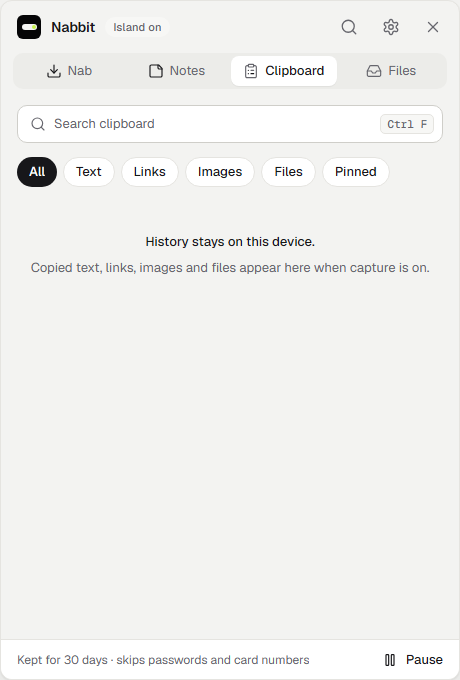 Nabbit Island on
Nab Notes Clipboard Files
Search clipboard Ctrl F
All Text Links Images Files Pinned
History stays on this device.
Copied text, links, images and files appear here when capture is on.
Kept for 30 days · skips passwords and card numbers Pause